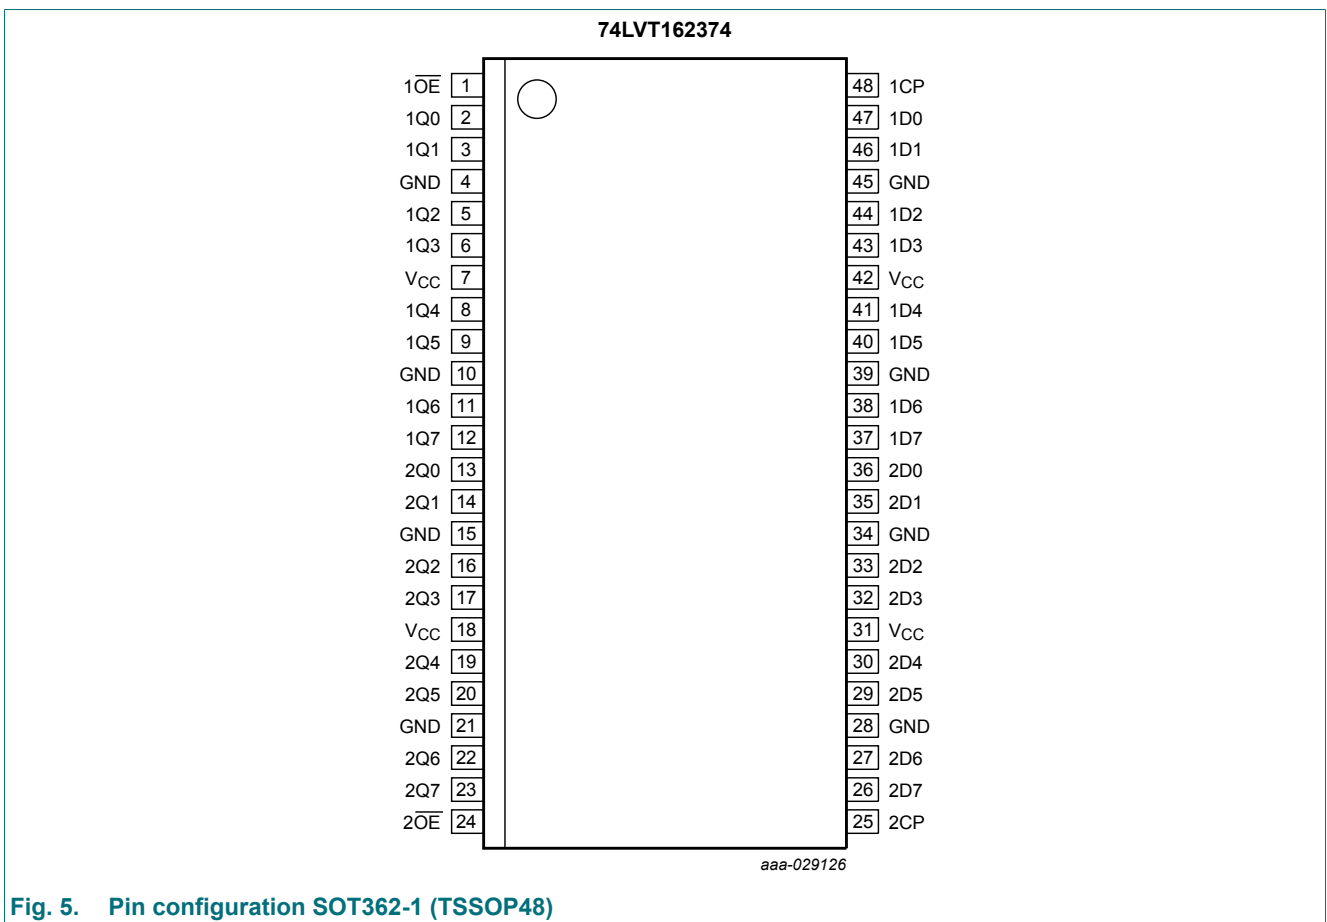 74LVT162374
1O̅E̅ 1 48 1CP
1Q0 2 47 1D0
1Q1 3 46 1D1
GND 4 45 GND
1Q2 5 44 1D2
1Q3 6 43 1D3
VCC 7 42 VCC
1Q4 8 41 1D4
1Q5 9 40 1D5
GND 10 39 GND
1Q6 11 38 1D6
1Q7 12 37 1D7
2Q0 13 36 2D0
2Q1 14 35 2D1
GND 15 34 GND
2Q2 16 33 2D2
2Q3 17 32 2D3
VCC 18 31 VCC
2Q4 19 30 2D4
2Q5 20 29 2D5
GND 21 28 GND
2Q6 22 27 2D6
2Q7 23 26 2D7
2O̅E̅ 24 25 2CP
aaa-029126
Fig. 5. Pin configuration SOT362-1 (TSSOP48)